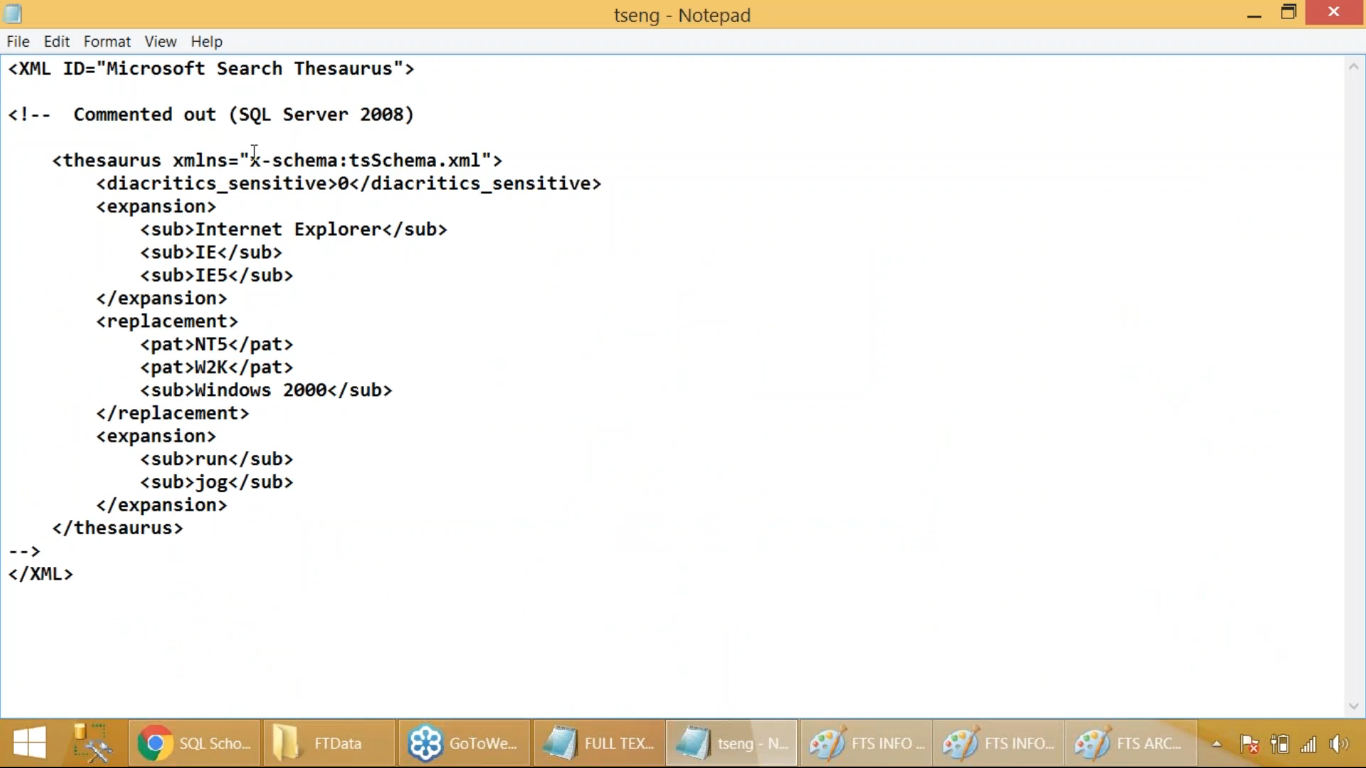 tseng - Notepad
File Edit Format View Help
<XML ID="Microsoft Search Thesaurus">
<!--  Commented out (SQL Server 2008)
    <thesaurus xmlns="x-schema:tsSchema.xml">
        <diacritics_sensitive>0</diacritics_sensitive>
        <expansion>
            <sub>Internet Explorer</sub>
            <sub>IE</sub>
            <sub>IE5</sub>
        </expansion>
        <replacement>
            <pat>NT5</pat>
            <pat>W2K</pat>
            <sub>Windows 2000</sub>
        </replacement>
        <expansion>
            <sub>run</sub>
            <sub>jog</sub>
        </expansion>
    </thesaurus>
-->
</XML>
SQL Scho... FTData GoToWe... FULL TEX... tseng - N... FTS INFO ... FTS INFO... FTS ARC...